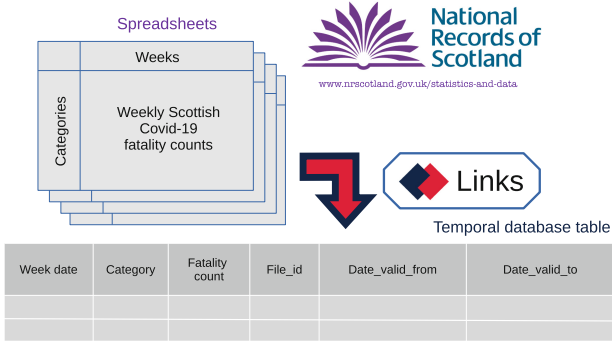 Spreadsheets
Weeks
Categories
Weekly Scottish
Covid-19
fatality counts
National
Records of
Scotland
www.nrscotland.gov.uk/statistics-and-data
Links
Temporal database table
Week date
Category
Fatality
count
File_id
Date_valid_from
Date_valid_to